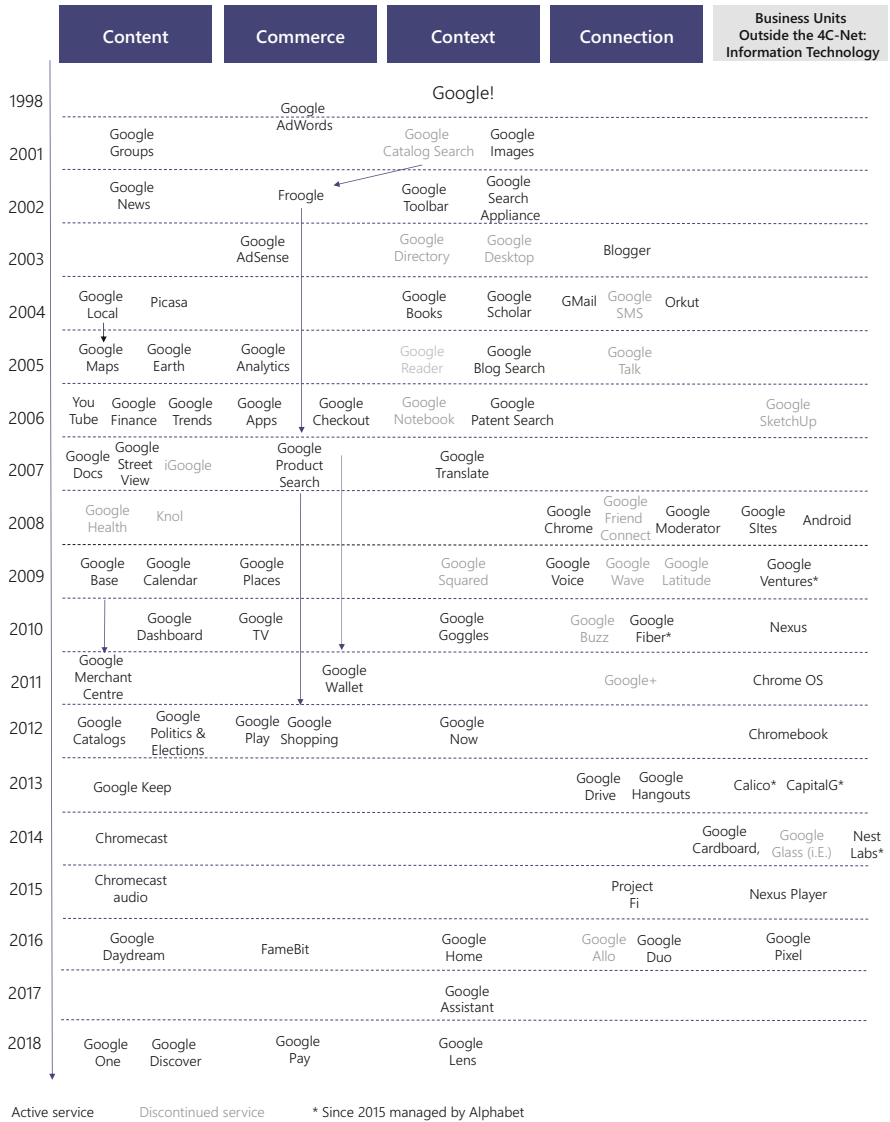 Content
Commerce
Context
Connection
Business Units
Outside the 4C-Net:
Information Technology
1998
Google
AdWords
Google!
2001
Google
Groups
Google
Catalog Search
Google
Images
2002
Google
News
Froogle
Google
Toolbar
Google
Search
Appliance
2003
Google
AdSense
Google
Directory
Google
Desktop
Blogger
2004
Google
Local
Picasa
Google
Books
Google
Scholar
GMail
Google
SMS
Orkut
2005
Google
Maps
Google
Earth
Google
Analytics
Google
Reader
Google
Blog Search
Google
Talk
2006
You
Tube
Google
Finance
Google
Trends
Google
Apps
Google
Checkout
Google
Notebook
Google
Patent Search
Google
SketchUp
2007
Google
Docs
Google
Street
View
iGoogle
Google
Product
Search
Google
Translate
2008
Google
Health
Knol
Google
Chrome
Google
Friend
Connect
Google
Moderator
Google
SItes
Android
2009
Google
Base
Google
Calendar
Google
Places
Google
Squared
Google
Voice
Google
Wave
Google
Latitude
Google
Ventures*
2010
Google
Dashboard
Google
TV
Google
Goggles
Google
Buzz
Google
Fiber*
Nexus
2011
Google
Merchant
Centre
Google
Wallet
Google+
Chrome OS
2012
Google
Catalogs
Google
Politics &
Elections
Google
Play
Google
Shopping
Google
Now
Chromebook
2013
Google Keep
Google
Drive
Google
Hangouts
Calico*
CapitalG*
2014
Chromecast
Google
Cardboard,
Google
Glass (i.E.)
Nest
Labs*
2015
Chromecast
audio
Project
Fi
Nexus Player
2016
Google
Daydream
FameBit
Google
Home
Google
Allo
Google
Duo
Google
Pixel
2017
Google
Assistant
2018
Google
One
Google
Discover
Google
Pay
Google
Lens
Active service
Discontinued service
* Since 2015 managed by Alphabet